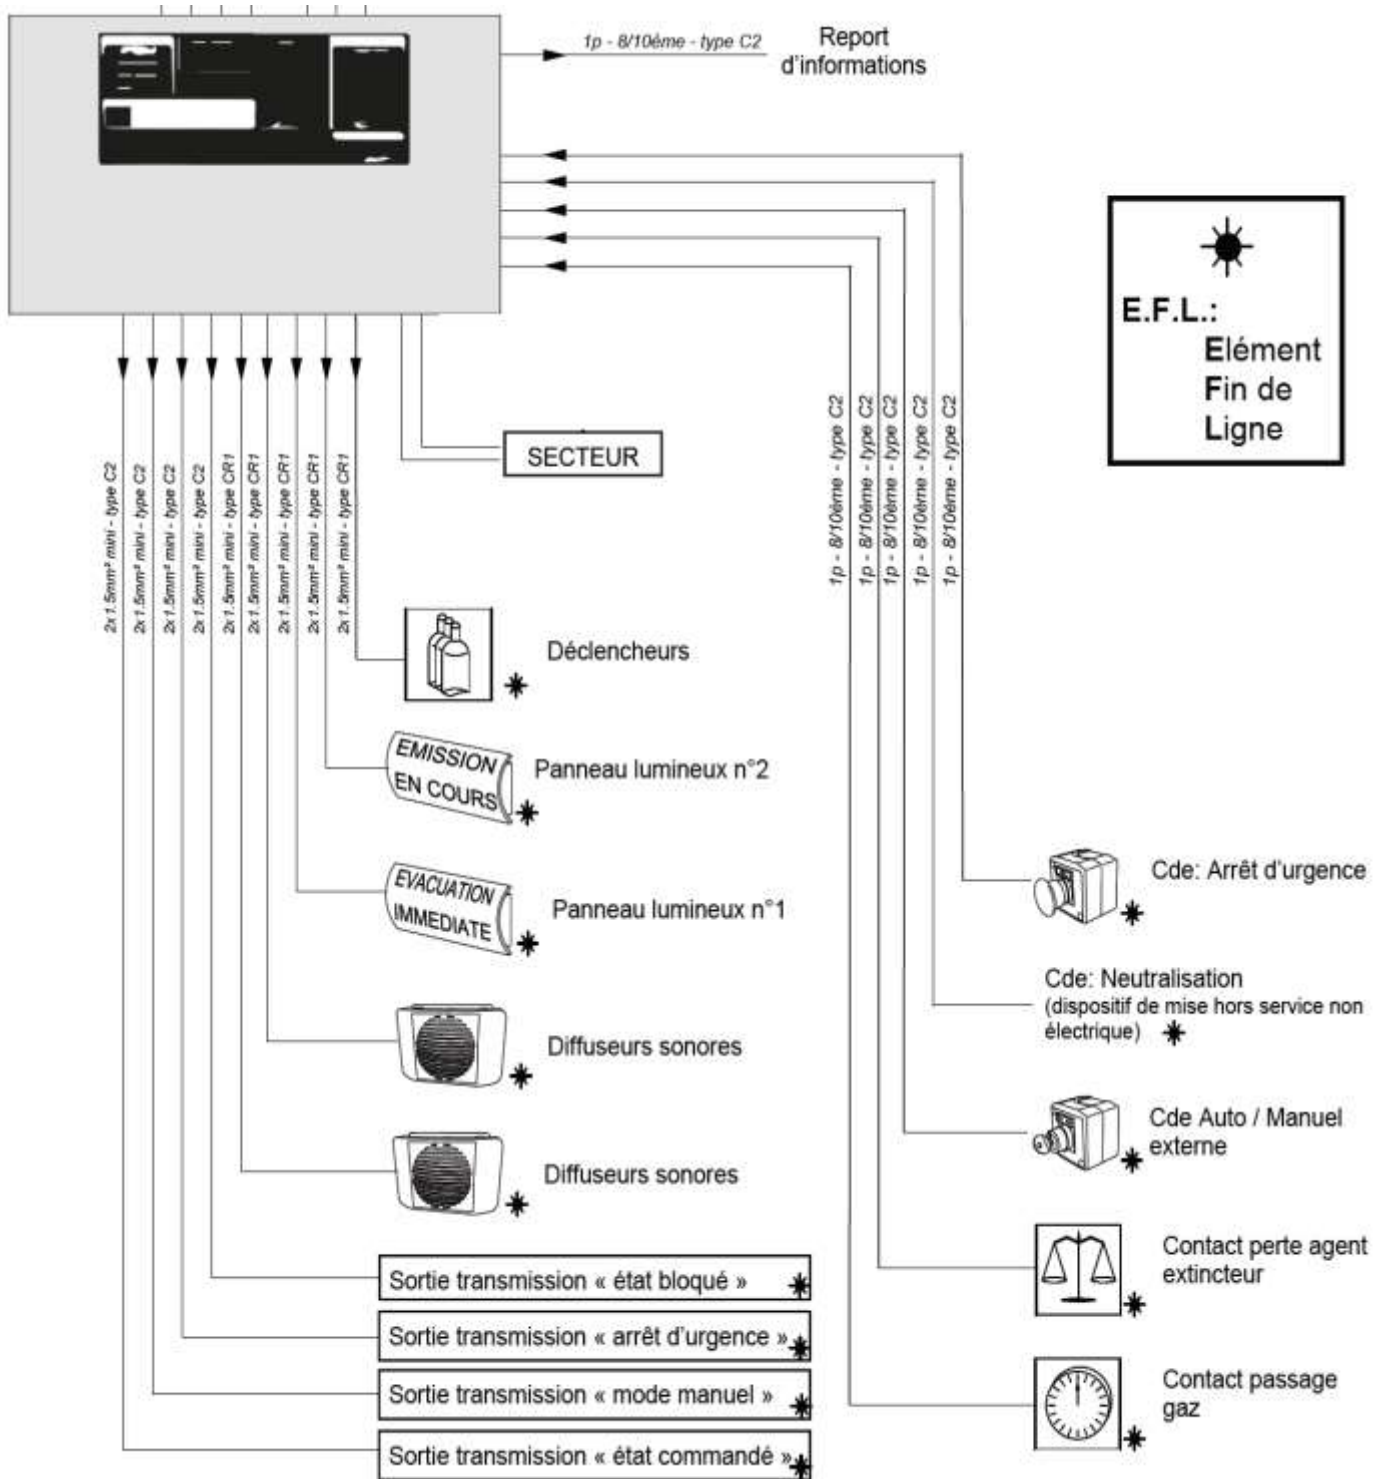 1p - 8/10ème - type C2
Report
d'informations
E.F.L.:
Elément
Fin de
Ligne
SECTEUR
2x1.5mm² mini - type C2
2x1.5mm² mini - type C2
2x1.5mm² mini - type C2
2x1.5mm² mini - type C2
2x1.5mm² mini - type CR1
2x1.5mm² mini - type CR1
2x1.5mm² mini - type CR1
2x1.5mm² mini - type CR1
2x1.5mm² mini - type CR1
1p - 8/10ème - type C2
1p - 8/10ème - type C2
1p - 8/10ème - type C2
1p - 8/10ème - type C2
1p - 8/10ème - type C2
Déclencheurs
EMISSION
EN COURS
Panneau lumineux n°2
EVACUATION
IMMEDIATE
Panneau lumineux n°1
Diffuseurs sonores
Diffuseurs sonores
Sortie transmission « état bloqué »
Sortie transmission « arrêt d'urgence »
Sortie transmission « mode manuel »
Sortie transmission « état commandé »
Cde: Arrêt d'urgence
Cde: Neutralisation
(dispositif de mise hors service non
électrique)
Cde Auto / Manuel
externe
Contact perte agent
extincteur
Contact passage
gaz